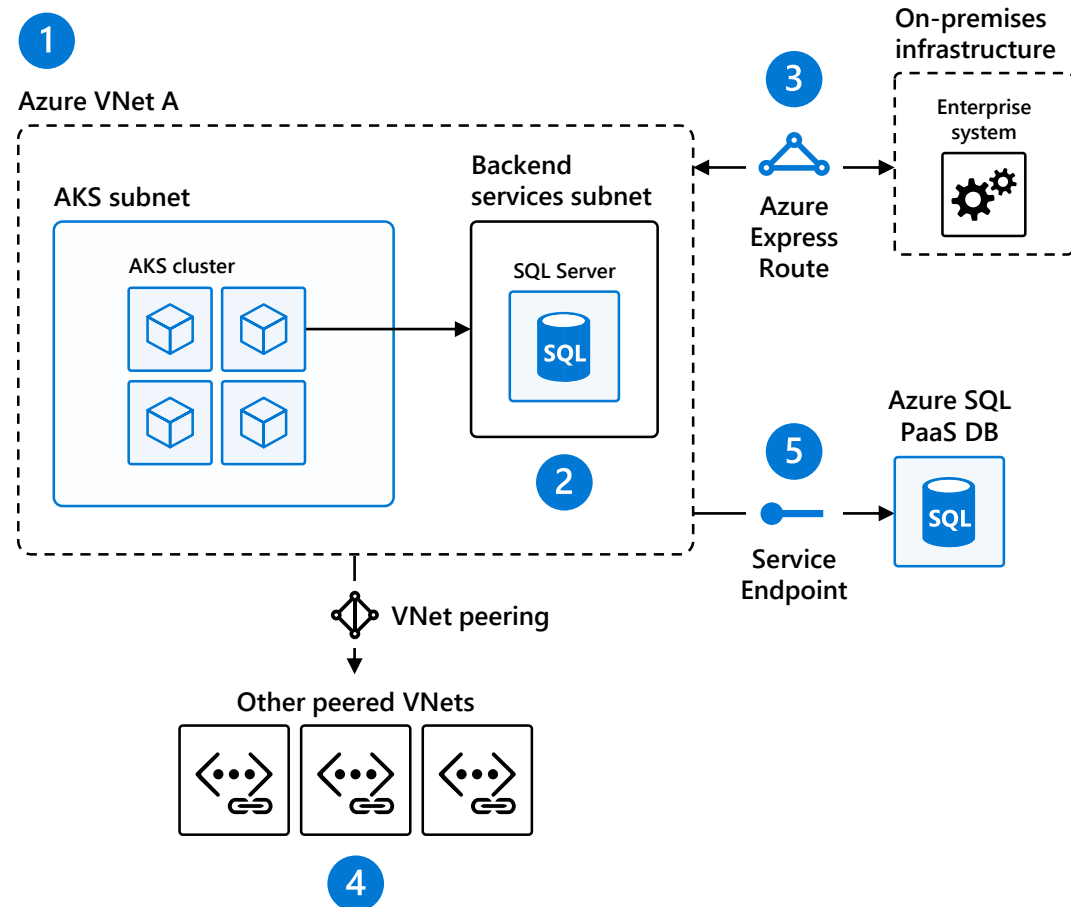 1
Azure VNet A
AKS subnet
AKS cluster
Backend
services subnet
SQL Server
SQL
2
3
Azure
Express
Route
On-premises
infrastructure
Enterprise
system
5
Service
Endpoint
Azure SQL
PaaS DB
SQL
VNet peering
Other peered VNets
4